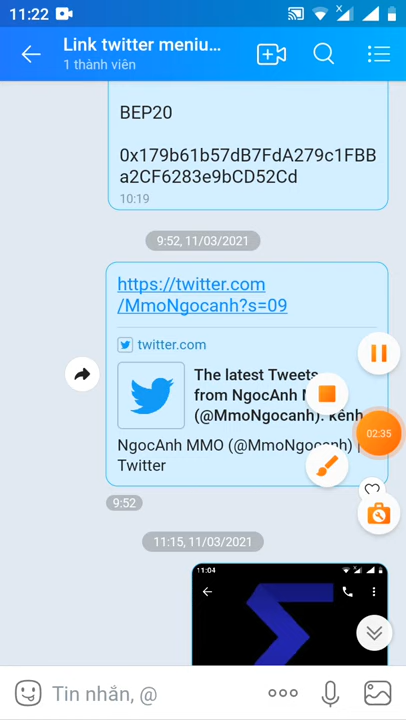 11:22
Link twitter meniu...
1 thành viên
BEP20
0x179b61b57dB7FdA279c1FBB
a2CF6283e9bCD52Cd
10:19
9:52, 11/03/2021
https://twitter.com
/MmoNgocanh?s=09
twitter.com
The latest Tweets
from NgocAnh M
(@MmoNgocanh). kênh
NgocAnh MMO (@MmoNgocanh) |
Twitter
02:35
9:52
11:15, 11/03/2021
11:04
Tin nhắn, @